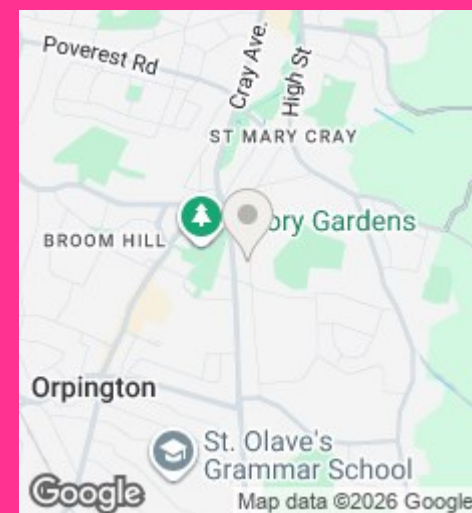 Poverest Rd
Cray Ave.
High St
ST MARY CRAY
ory Gardens
BROOM HILL
Orpington
St. Olave's
Grammar School
Google
Map data ©2026 Google